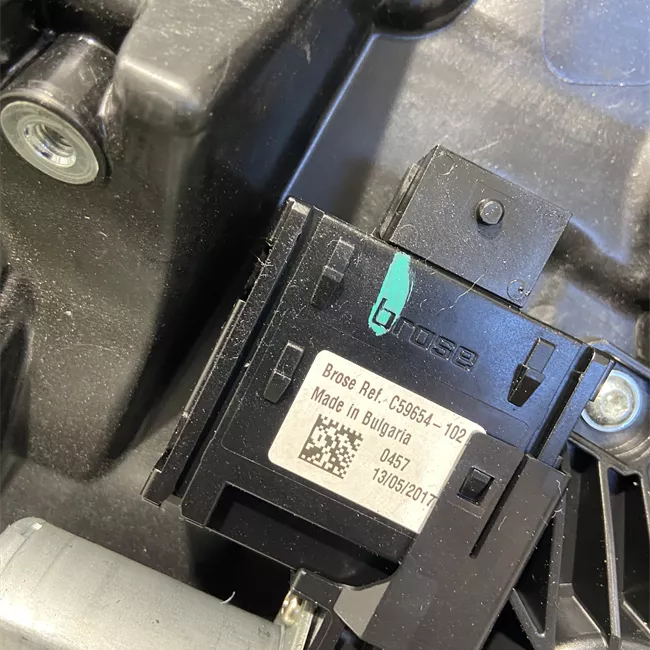 brose
Brose Ref. C59654-102
Made in Bulgaria
0457
13/05/2017